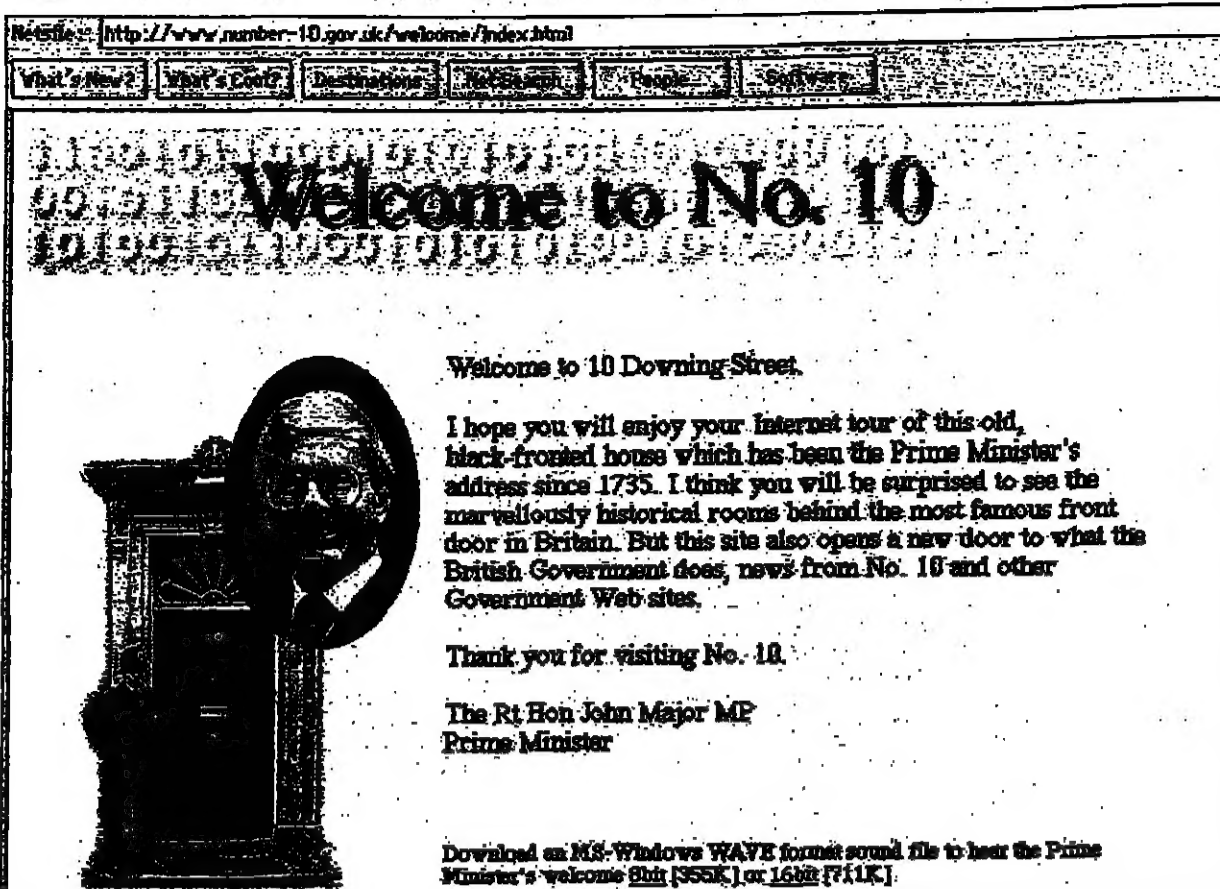 Netsite: http://www.number-10.gov.uk/welcome/index.html
What's New? What's Cool? Destinations Net Search People Software
Welcome to No. 10
Welcome to 10 Downing Street.
I hope you will enjoy your Internet tour of this old,
black-fronted house which has been the Prime Minister's
address since 1735. I think you will be surprised to see the
marvellously historical rooms behind the most famous front
door in Britain. But this site also opens a new door to what the
British Government does, news from No. 10 and other
Government Web sites.
Thank you for visiting No. 10.
The Rt Hon John Major MP
Prime Minister
Download an MS-Windows WAVE format sound file to hear the Prime
Minister's welcome 8bit [355K] or 16bit [711K].